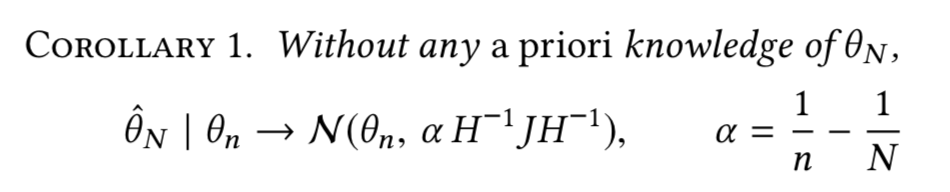 COROLLARY 1. Without any a priori knowledge of θ_N,
θ̂_N | θ_n → 𝒩(θ_n, α H⁻¹JH⁻¹), α = 1/n − 1/N